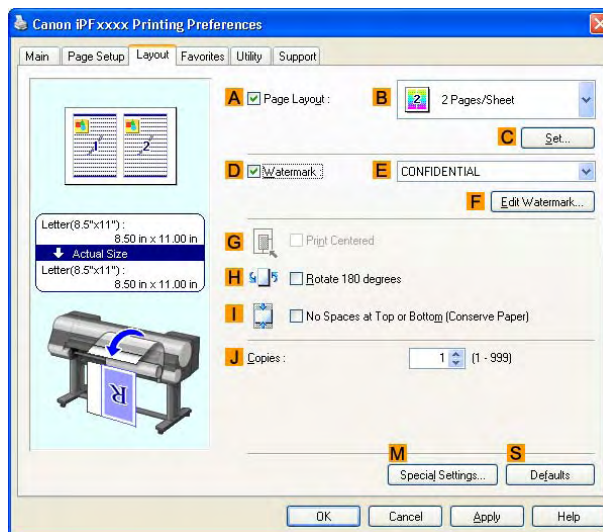 Canon iPFxxxx Printing Preferences
Main Page Setup Layout Favorites Utility Support
A Page Layout : B 2 2 Pages/Sheet
1 2
C Set...
D Watermark : E CONFIDENTIAL
F Edit Watermark...
Letter(8.5"x11") :
8.50 in x 11.00 in
Actual Size
Letter(8.5"x11") :
8.50 in x 11.00 in
G Print Centered
H Rotate 180 degrees
I No Spaces at Top or Bottom (Conserve Paper)
J Copies : 1 (1 - 999)
R
M S
Special Settings... Defaults
OK Cancel Apply Help